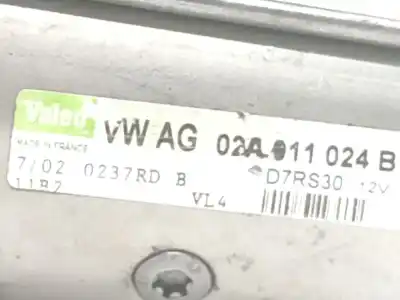 Valeo VW AG 02A 911 024 B
MADE IN FRANCE
7/02 0237RD B D7RS30 12V
11B2 VL4